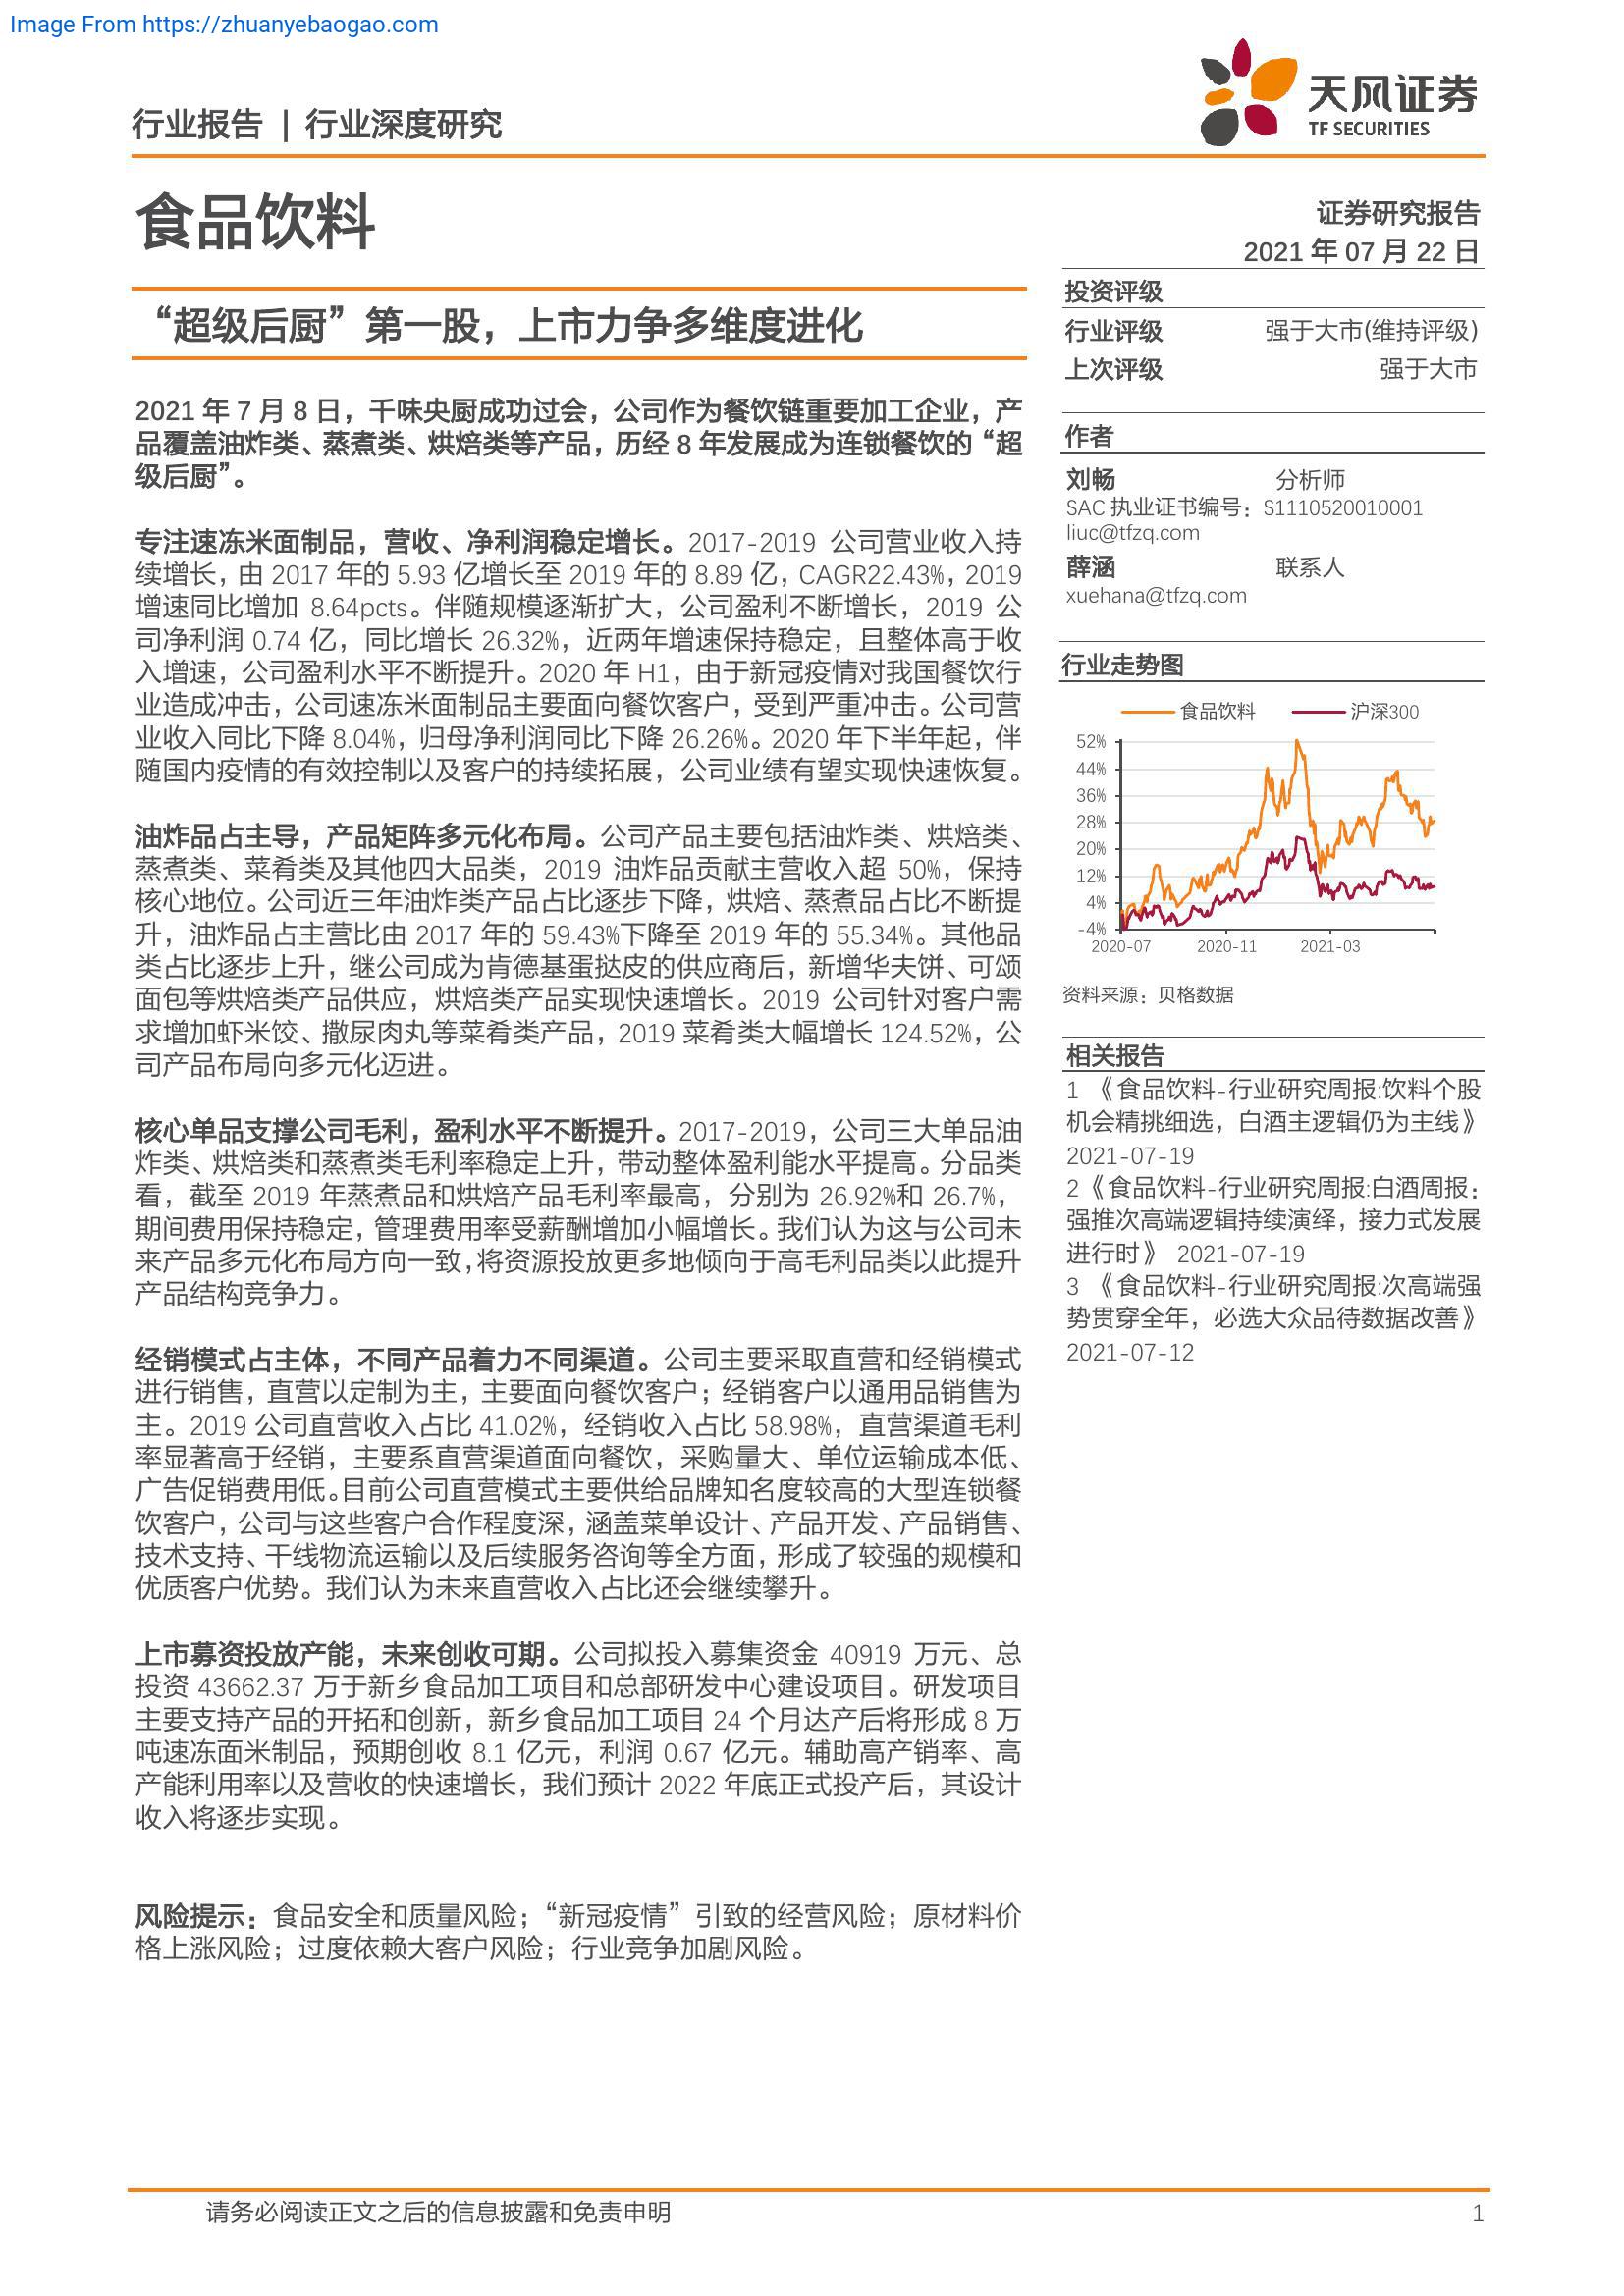 Image From https://zhuanyebaogao.com
行业报告 | 行业深度研究
天风证券
TF SECURITIES
食品饮料
证券研究报告
2021 年 07 月 22 日
“超级后厨”第一股，上市力争多维度进化
2021 年 7 月 8 日，千味央厨成功过会，公司作为餐饮链重要加工企业，产
品覆盖油炸类、蒸煮类、烘焙类等产品，历经 8 年发展成为连锁餐饮的“超
级后厨”。
专注速冻米面制品，营收、净利润稳定增长。2017-2019 公司营业收入持
续增长，由 2017 年的 5.93 亿增长至 2019 年的 8.89 亿，CAGR22.43%，2019
增速同比增加 8.64pcts。伴随规模逐渐扩大，公司盈利不断增长，2019 公
司净利润 0.74 亿，同比增长 26.32%，近两年增速保持稳定，且整体高于收
入增速，公司盈利水平不断提升。2020 年 H1，由于新冠疫情对我国餐饮行
业造成冲击，公司速冻米面制品主要面向餐饮客户，受到严重冲击。公司营
业收入同比下降 8.04%，归母净利润同比下降 26.26%。2020 年下半年起，伴
随国内疫情的有效控制以及客户的持续拓展，公司业绩有望实现快速恢复。
油炸品占主导，产品矩阵多元化布局。公司产品主要包括油炸类、烘焙类、
蒸煮类、菜肴类及其他四大品类，2019 油炸品贡献主营收入超 50%，保持
核心地位。公司近三年油炸类产品占比逐步下降，烘焙、蒸煮品占比不断提
升，油炸品占主营比由 2017 年的 59.43%下降至 2019 年的 55.34%。其他品
类占比逐步上升，继公司成为肯德基蛋挞皮的供应商后，新增华夫饼、可颂
面包等烘焙类产品供应，烘焙类产品实现快速增长。2019 公司针对客户需
求增加虾米饺、撒尿肉丸等菜肴类产品，2019 菜肴类大幅增长 124.52%，公
司产品布局向多元化迈进。
核心单品支撑公司毛利，盈利水平不断提升。2017-2019，公司三大单品油
炸类、烘焙类和蒸煮类毛利率稳定上升，带动整体盈利能水平提高。分品类
看，截至 2019 年蒸煮品和烘焙产品毛利率最高，分别为 26.92%和 26.7%，
期间费用保持稳定，管理费用率受薪酬增加小幅增长。我们认为这与公司未
来产品多元化布局方向一致，将资源投放更多地倾向于高毛利品类以此提升
产品结构竞争力。
经销模式占主体，不同产品着力不同渠道。公司主要采取直营和经销模式
进行销售，直营以定制为主，主要面向餐饮客户；经销客户以通用品销售为
主。2019 公司直营收入占比 41.02%，经销收入占比 58.98%，直营渠道毛利
率显著高于经销，主要系直营渠道面向餐饮，采购量大、单位运输成本低、
广告促销费用低。目前公司直营模式主要供给品牌知名度较高的大型连锁餐
饮客户，公司与这些客户合作程度深，涵盖菜单设计、产品开发、产品销售、
技术支持、干线物流运输以及后续服务咨询等全方面，形成了较强的规模和
优质客户优势。我们认为未来直营收入占比还会继续攀升。
上市募资投放产能，未来创收可期。公司拟投入募集资金 40919 万元、总
投资 43662.37 万于新乡食品加工项目和总部研发中心建设项目。研发项目
主要支持产品的开拓和创新，新乡食品加工项目 24 个月达产后将形成 8 万
吨速冻面米制品，预期创收 8.1 亿元，利润 0.67 亿元。辅助高产销率、高
产能利用率以及营收的快速增长，我们预计 2022 年底正式投产后，其设计
收入将逐步实现。
风险提示：食品安全和质量风险；“新冠疫情”引致的经营风险；原材料价
格上涨风险；过度依赖大客户风险；行业竞争加剧风险。
投资评级
行业评级 强于大市(维持评级)
上次评级 强于大市
作者
刘畅 分析师
SAC 执业证书编号：S1110520010001
liuc@tfzq.com
薛涵 联系人
xuehana@tfzq.com
行业走势图
食品饮料 沪深300
52%
44%
36%
28%
20%
12%
4%
-4%
2020-07 2020-11 2021-03
资料来源：贝格数据
相关报告
1 《食品饮料-行业研究周报:饮料个股
机会精挑细选，白酒主逻辑仍为主线》
2021-07-19
2《食品饮料-行业研究周报:白酒周报：
强推次高端逻辑持续演绎，接力式发展
进行时》 2021-07-19
3 《食品饮料-行业研究周报:次高端强
势贯穿全年，必选大众品待数据改善》
2021-07-12
请务必阅读正文之后的信息披露和免责申明 1